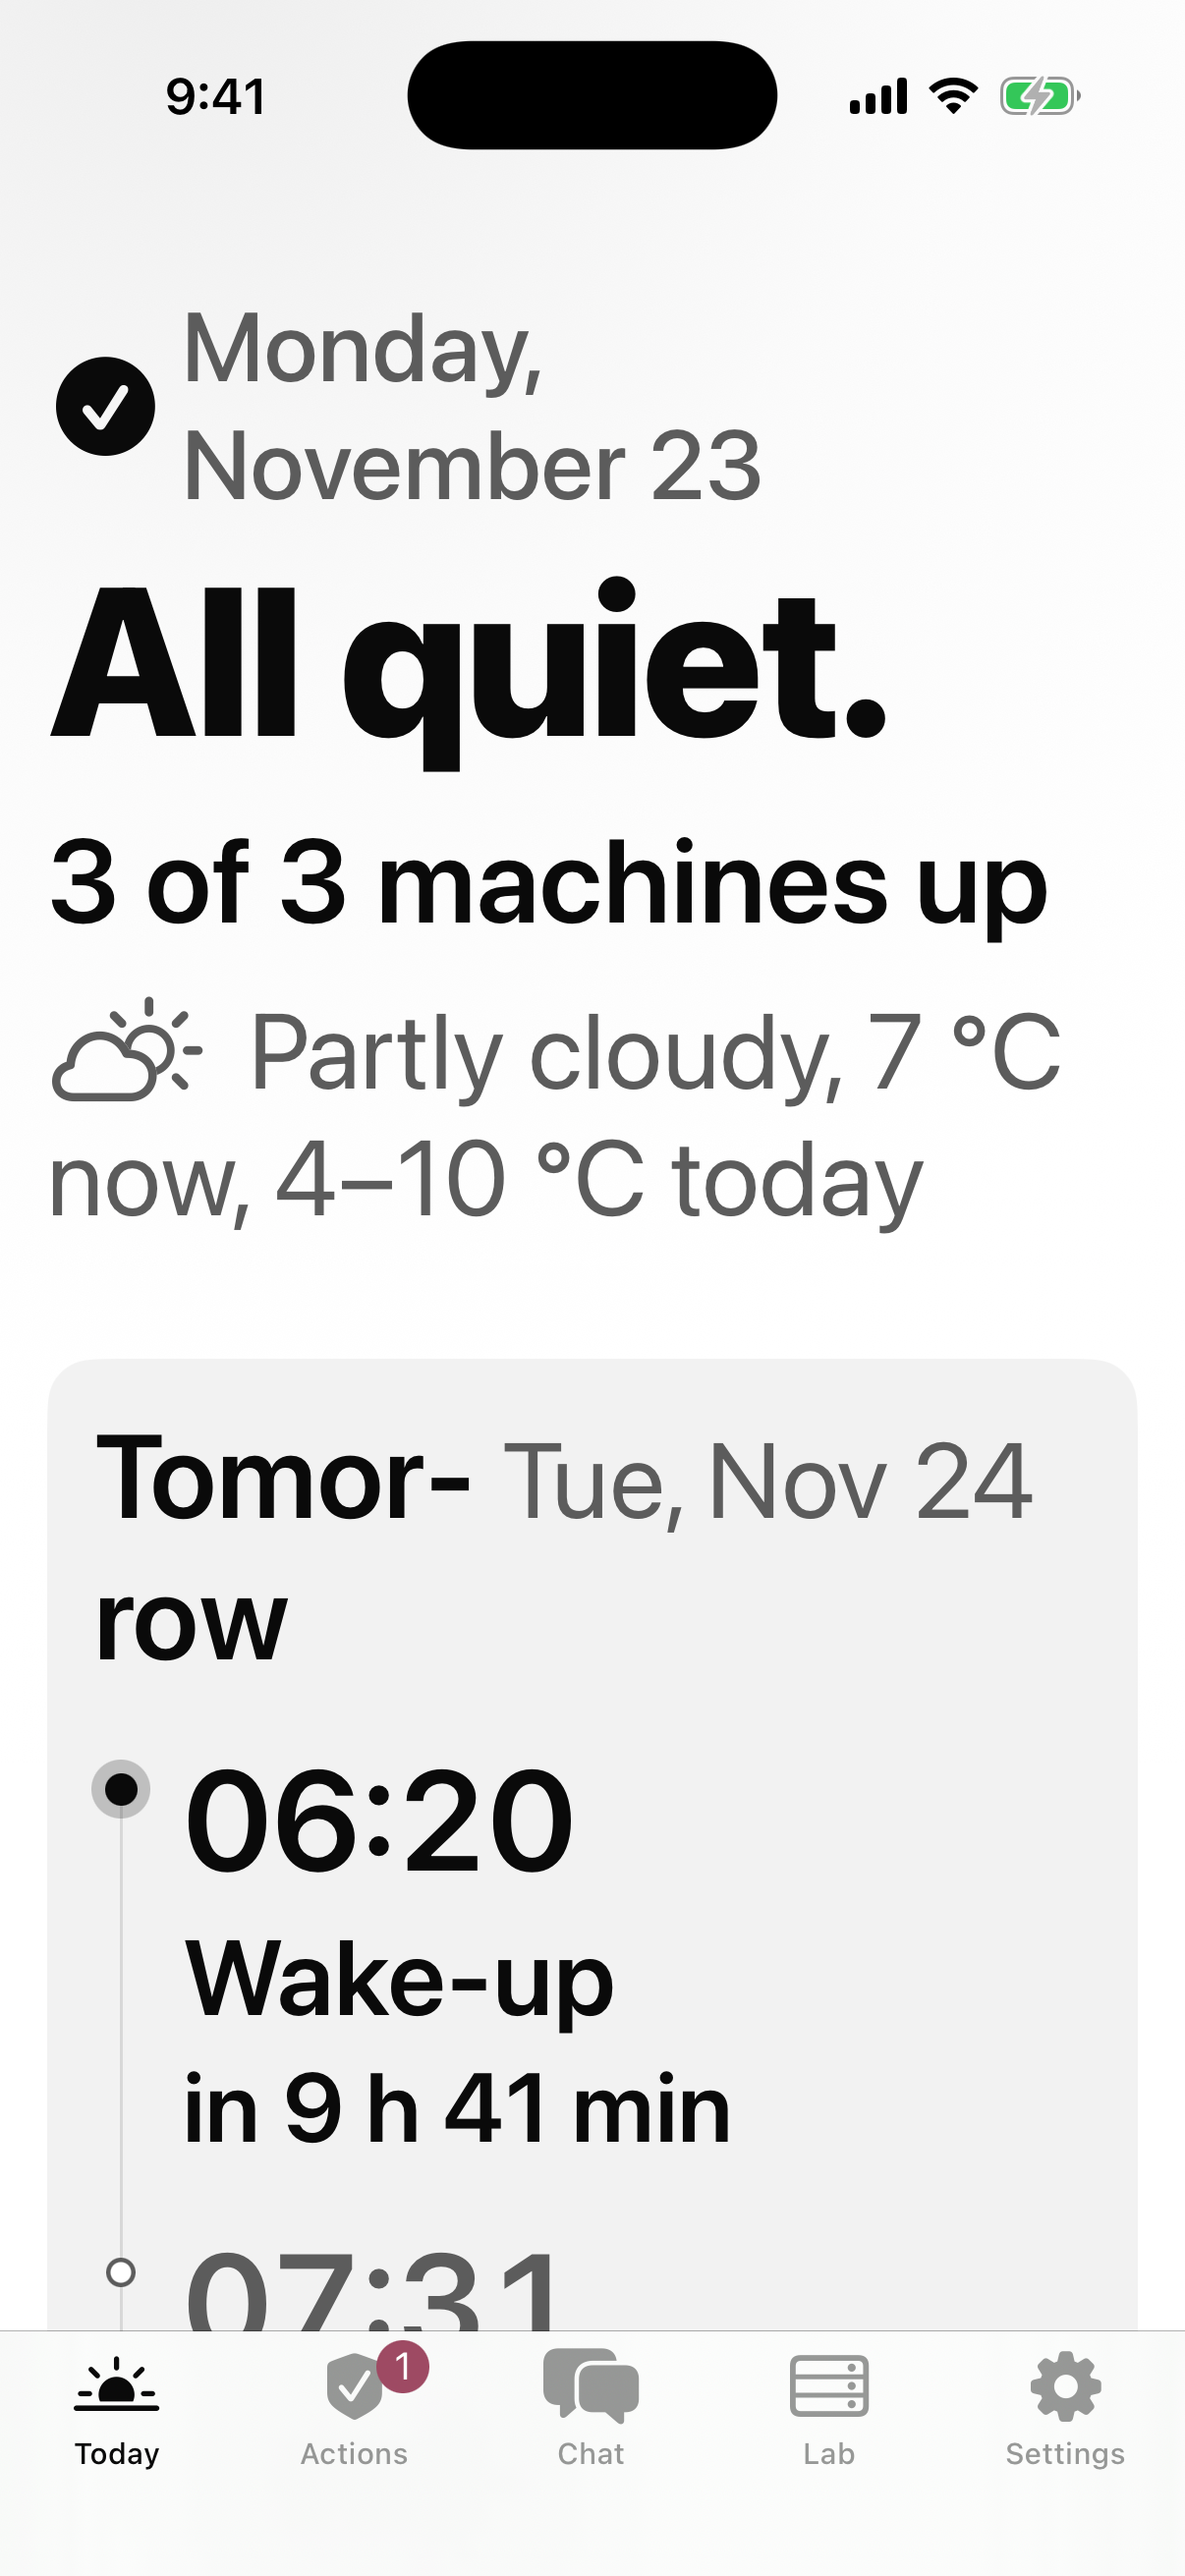 9:41
Monday,
November 23
All quiet.
3 of 3 machines up
Partly cloudy, 7 °C
now, 4–10 °C today
Tomor- Tue, Nov 24
row
06:20
Wake-up
in 9 h 41 min
07:31
1
Today Actions Chat Lab Settings